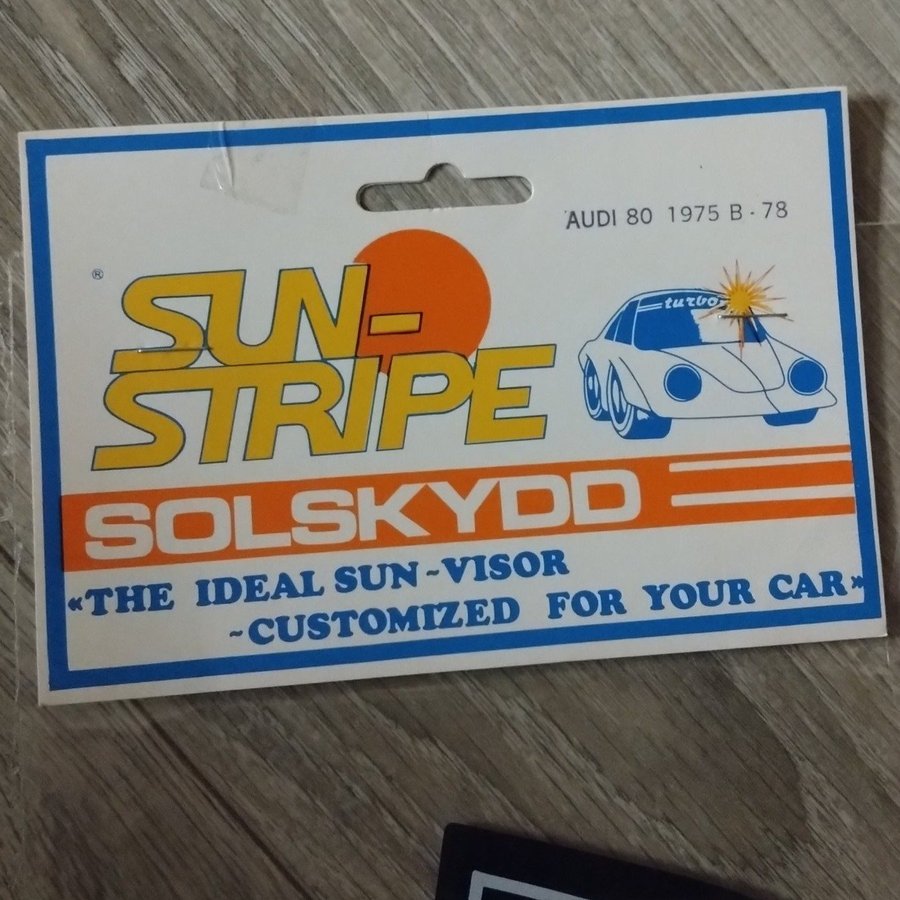 AUDI 80 1975 B - 78
®
SUN-
STRIPE
turbo
SOLSKYDD
«THE IDEAL SUN-VISOR
-CUSTOMIZED FOR YOUR CAR»